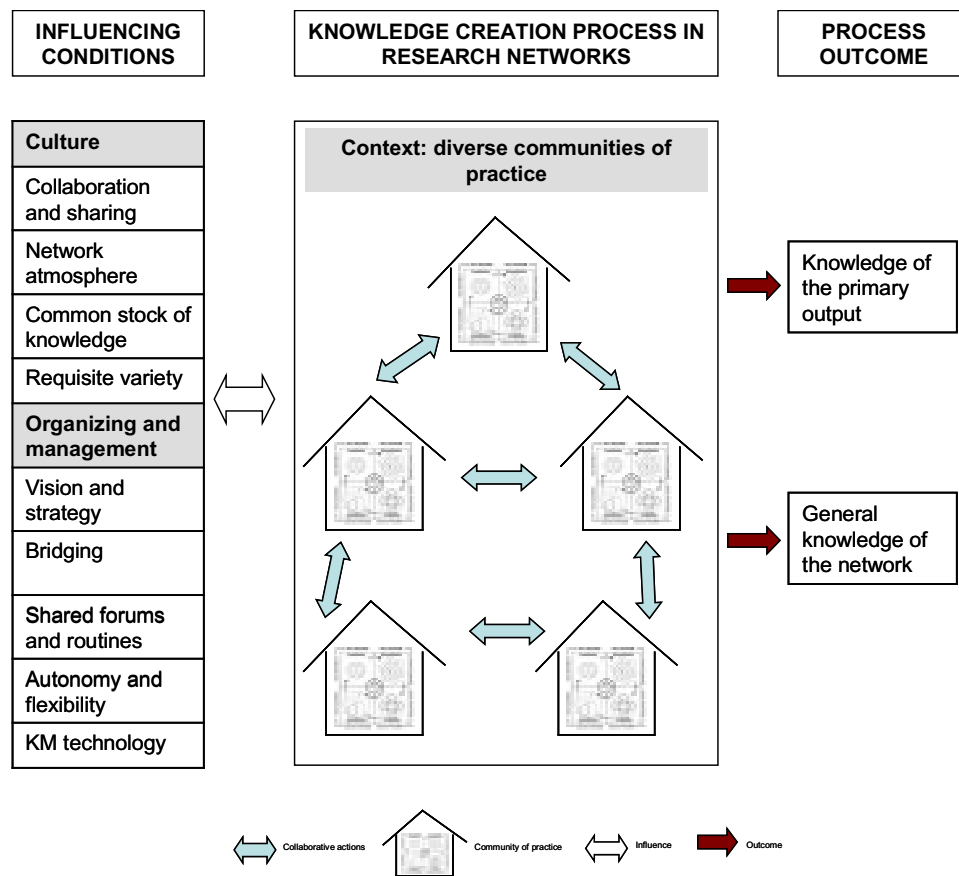 INFLUENCING
CONDITIONS
KNOWLEDGE CREATION PROCESS IN
RESEARCH NETWORKS
PROCESS
OUTCOME
Culture
Collaboration
and sharing
Network
atmosphere
Common stock of
knowledge
Requisite variety
Organizing and
management
Vision and
strategy
Bridging
Shared forums
and routines
Autonomy and
flexibility
KM technology
Context: diverse communities of
practice
Knowledge of
the primary
output
General
knowledge of
the network
Collaborative actions
Community of practice
Influence
Outcome